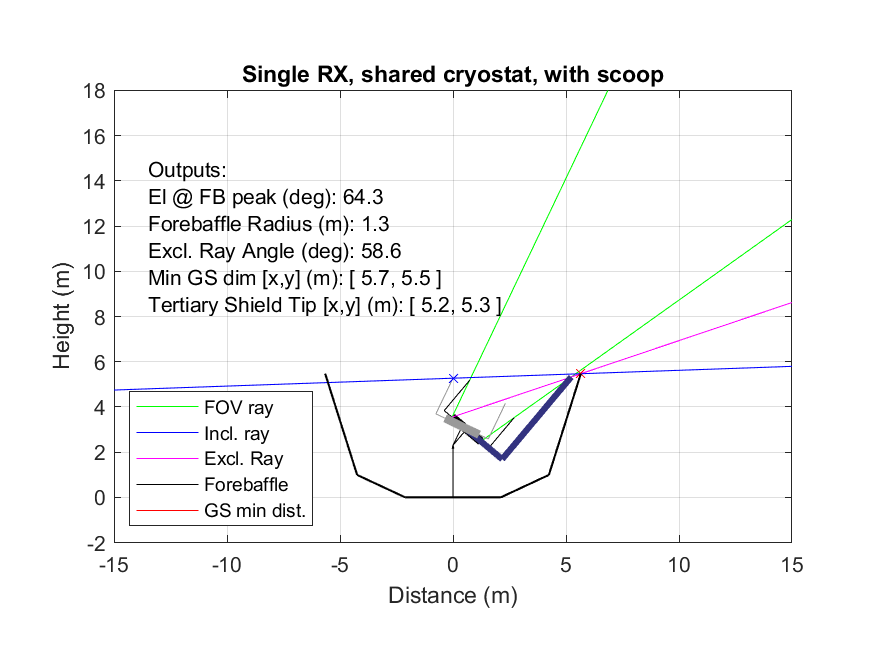 Single RX, shared cryostat, with scoop
18
16
14
12
10
8
6
4
2
0
-2
Height (m)
Outputs:
El @ FB peak (deg): 64.3
Forebaffle Radius (m): 1.3
Excl. Ray Angle (deg): 58.6
Min GS dim [x,y] (m): [ 5.7, 5.5 ]
Tertiary Shield Tip [x,y] (m): [ 5.2, 5.3 ]
FOV ray
Incl. ray
Excl. Ray
Forebaffle
GS min dist.
-15 -10 -5 0 5 10 15
Distance (m)